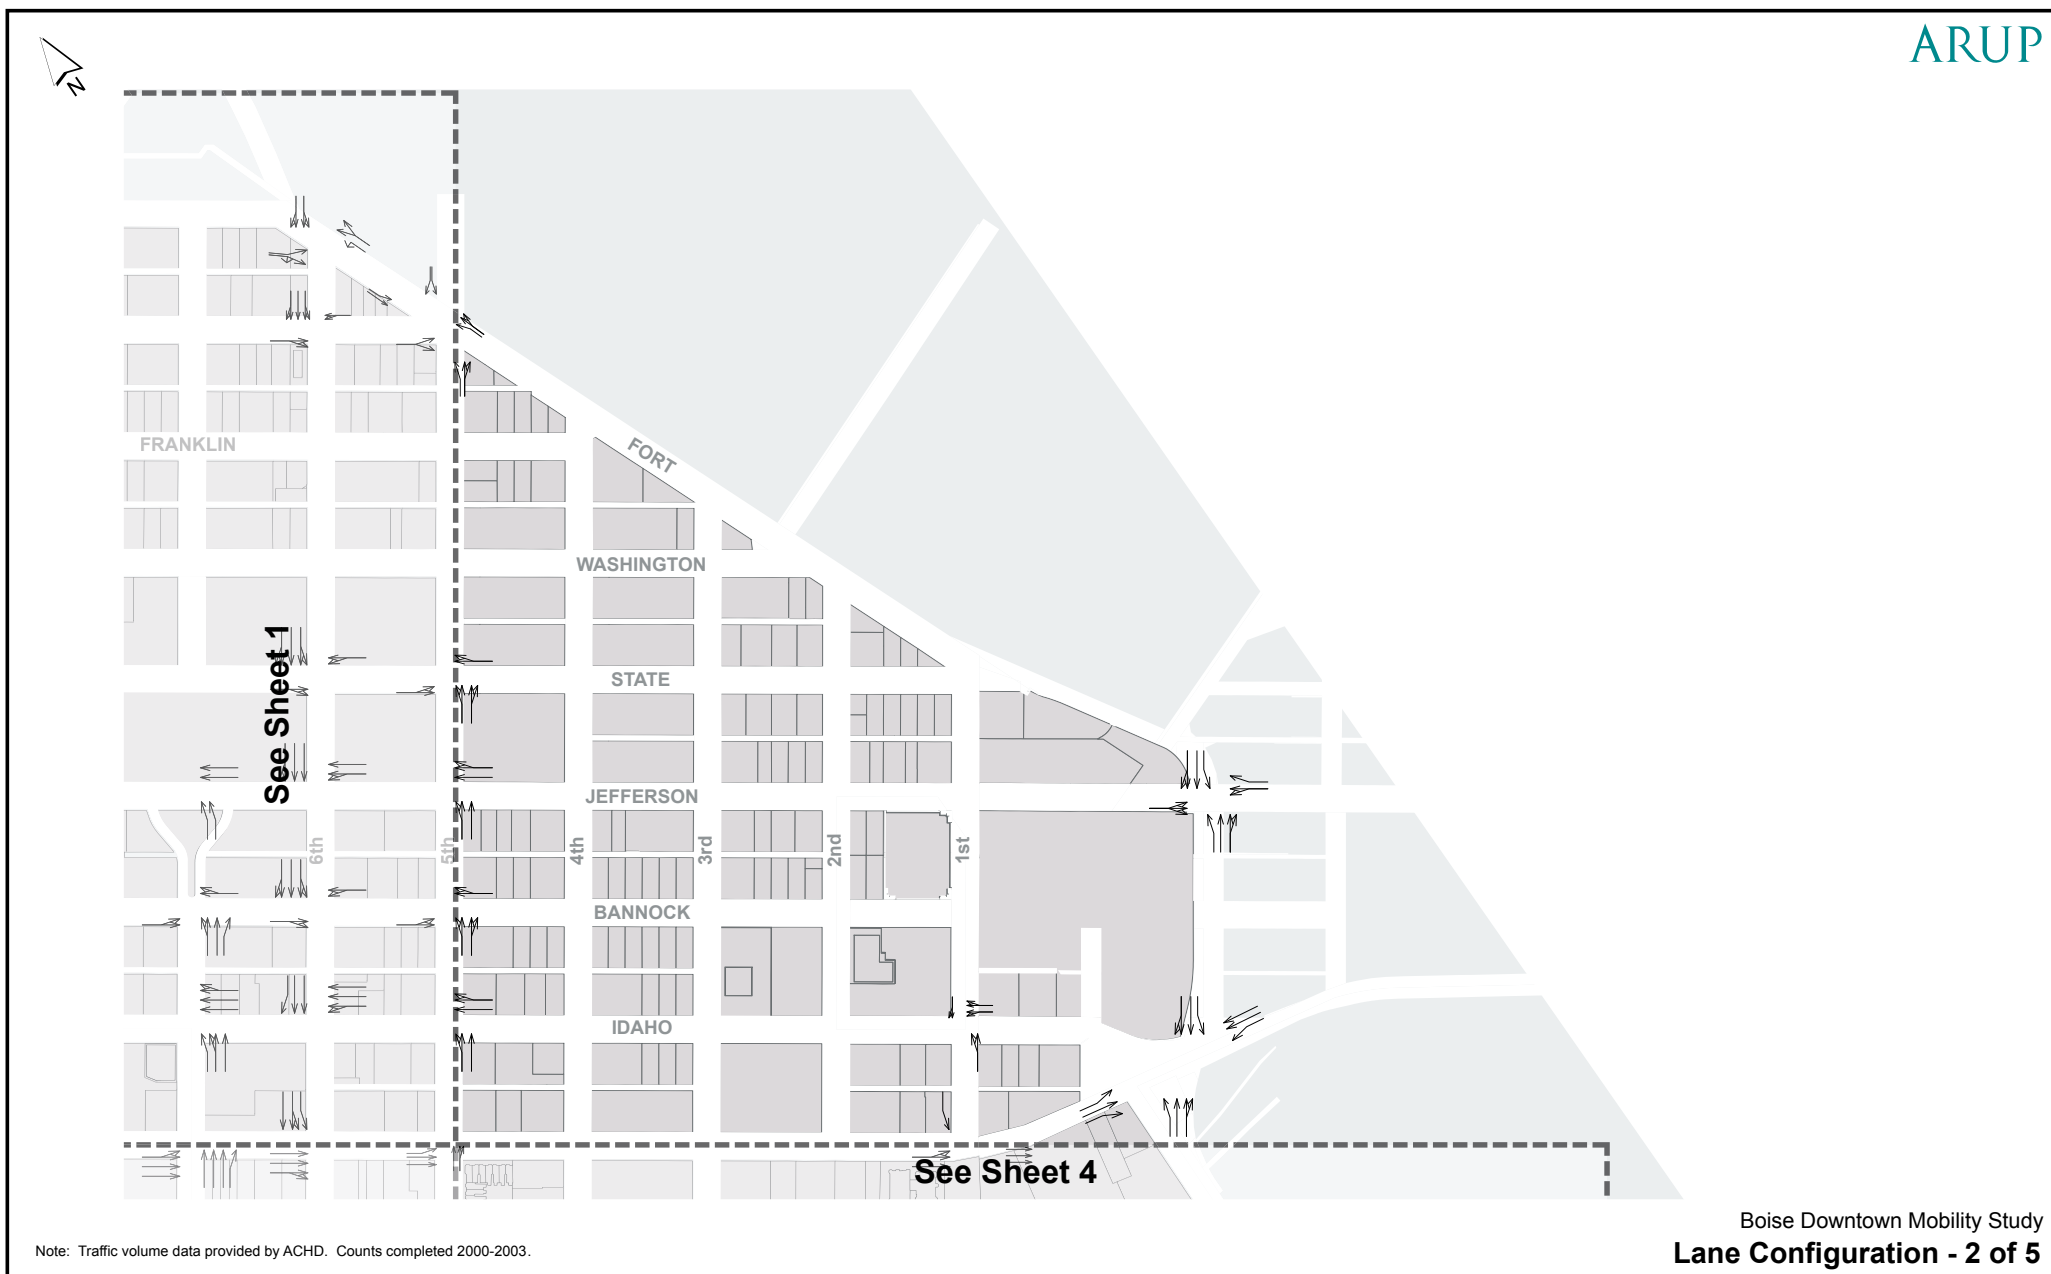 ARUP
N
FRANKLIN
FORT
WASHINGTON
See Sheet 1
STATE
JEFFERSON
6th
5th
4th
3rd
2nd
1st
BANNOCK
IDAHO
See Sheet 4
Boise Downtown Mobility Study
Note: Traffic volume data provided by ACHD. Counts completed 2000-2003.
Lane Configuration - 2 of 5